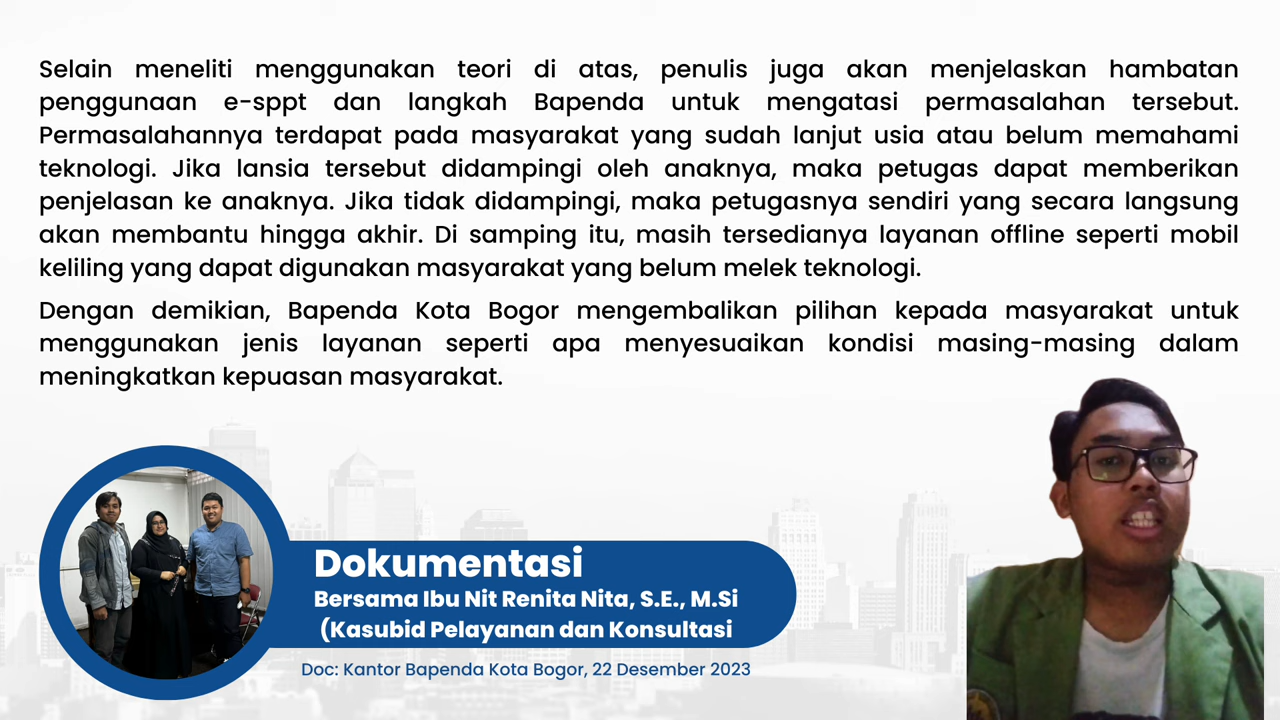 Selain meneliti menggunakan teori di atas, penulis juga akan menjelaskan hambatan
penggunaan e-sppt dan langkah Bapenda untuk mengatasi permasalahan tersebut.
Permasalahannya terdapat pada masyarakat yang sudah lanjut usia atau belum memahami
teknologi. Jika lansia tersebut didampingi oleh anaknya, maka petugas dapat memberikan
penjelasan ke anaknya. Jika tidak didampingi, maka petugasnya sendiri yang secara langsung
akan membantu hingga akhir. Di samping itu, masih tersedianya layanan offline seperti mobil
keliling yang dapat digunakan masyarakat yang belum melek teknologi.
Dengan demikian, Bapenda Kota Bogor mengembalikan pilihan kepada masyarakat untuk
menggunakan jenis layanan seperti apa menyesuaikan kondisi masing-masing dalam
meningkatkan kepuasan masyarakat.
Dokumentasi
Bersama Ibu Nit Renita Nita, S.E., M.Si
(Kasubid Pelayanan dan Konsultasi
Doc: Kantor Bapenda Kota Bogor, 22 Desember 2023